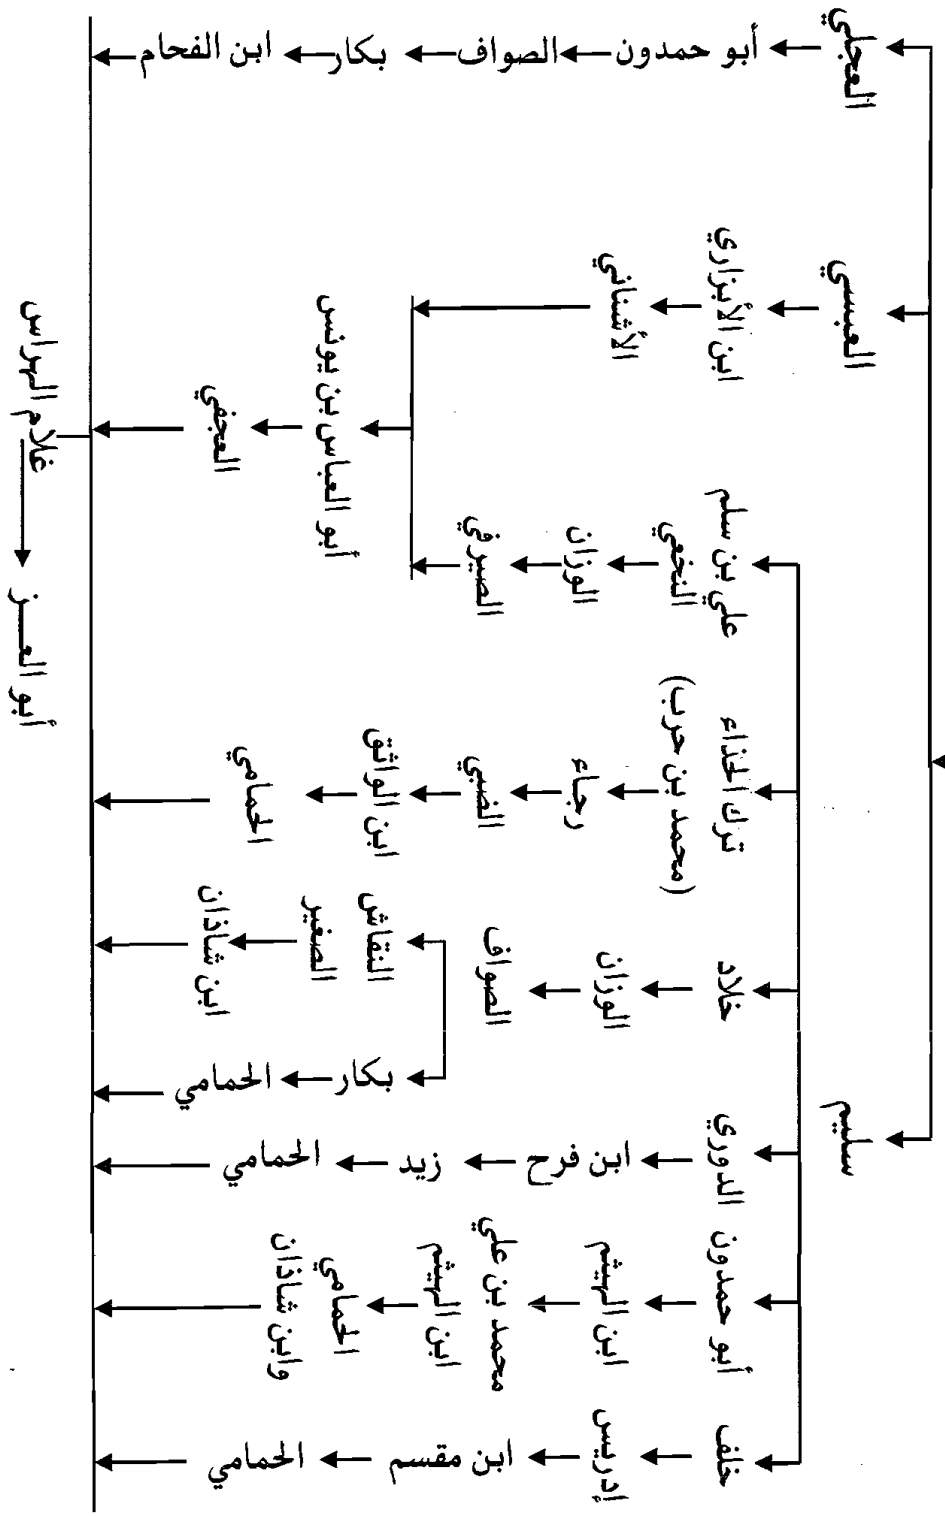 العجلي
أبو حمدون
الصواف
بكار
ابن الفحام
العبسي
ابن الأبزاري
الأشناني
أبو العباس بن يونس
العجفي
سليم
علي بن سلم
النخعي
الوزان
الصيرفي
ترك الحذاء
(محمد بن حرب)
رجاء
الضبي
ابن الواثق
الحمامي
خلاد
الوزان
الصواف
النقاش
الصغير
ابن شاذان
بكار
الحمامي
الدوري
ابن فرح
زيد
الحمامي
أبو حمدون
ابن الهيثم
محمد بن علي
ابن الهيثم
الحمامي
وابن شاذان
خلف
إدريس
ابن مقسم
الحمامي
غلام الهراس
أبو العـــز